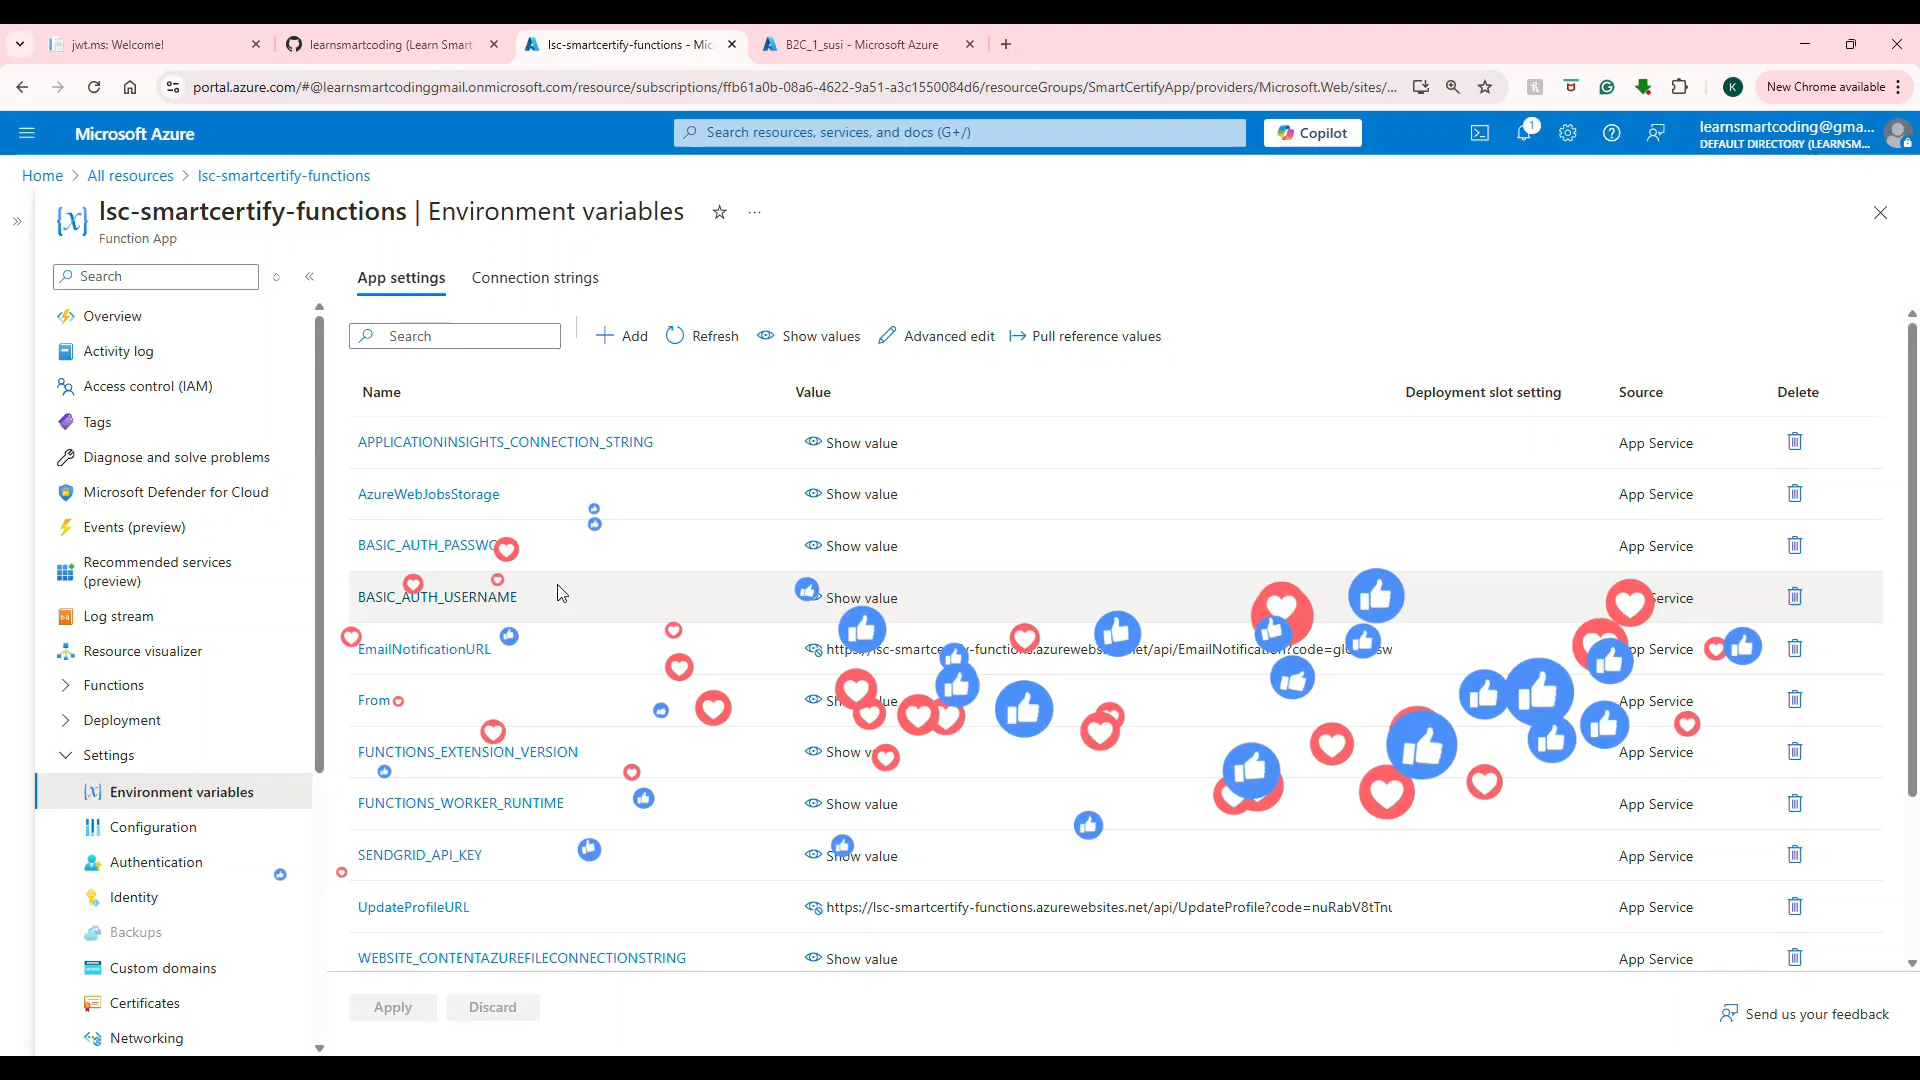 jwt.ms: Welcome!
learnsmartcoding (Learn Smart
lsc-smartcertify-functions - Mic
B2C_1_susi - Microsoft Azure
portal.azure.com/#@learnsmartcodinggmail.onmicrosoft.com/resource/subscriptions/ffb61a0b-08a6-4622-9a51-a3c1550084d6/resourceGroups/SmartCertifyApp/providers/Microsoft.Web/sites/...
K
New Chrome available
Microsoft Azure
Search resources, services, and docs (G+/)
Copilot
1
learnsmartcoding@gma...
DEFAULT DIRECTORY (LEARNSM...
Home > All resources > lsc-smartcertify-functions
lsc-smartcertify-functions | Environment variables
Function App
Search
App settings
Connection strings
Search
Add
Refresh
Show values
Advanced edit
Pull reference values
Overview
Activity log
Access control (IAM)
Tags
Diagnose and solve problems
Microsoft Defender for Cloud
Events (preview)
Recommended services
(preview)
Log stream
Resource visualizer
Functions
Deployment
Settings
Environment variables
Configuration
Authentication
Identity
Backups
Custom domains
Certificates
Networking
Name Value Deployment slot setting Source Delete
APPLICATIONINSIGHTS_CONNECTION_STRING Show value App Service
AzureWebJobsStorage Show value App Service
Show value App Service
BASIC_AUTH_USERNAME Show value Service
EmailNotificationURL Service
From App Service
FUNCTIONS_EXTENSION_VERSION Show App Service
FUNCTIONS_WORKER_RUNTIME Show value App Service
SENDGRID_API_KEY Show value App Service
UpdateProfileURL https://lsc-smartcertify-functions.azurewebsites.net/api/UpdateProfile?code=nuRabV8tTnu App Service
WEBSITE_CONTENTAZUREFILECONNECTIONSTRING Show value App Service
Apply
Discard
Send us your feedback